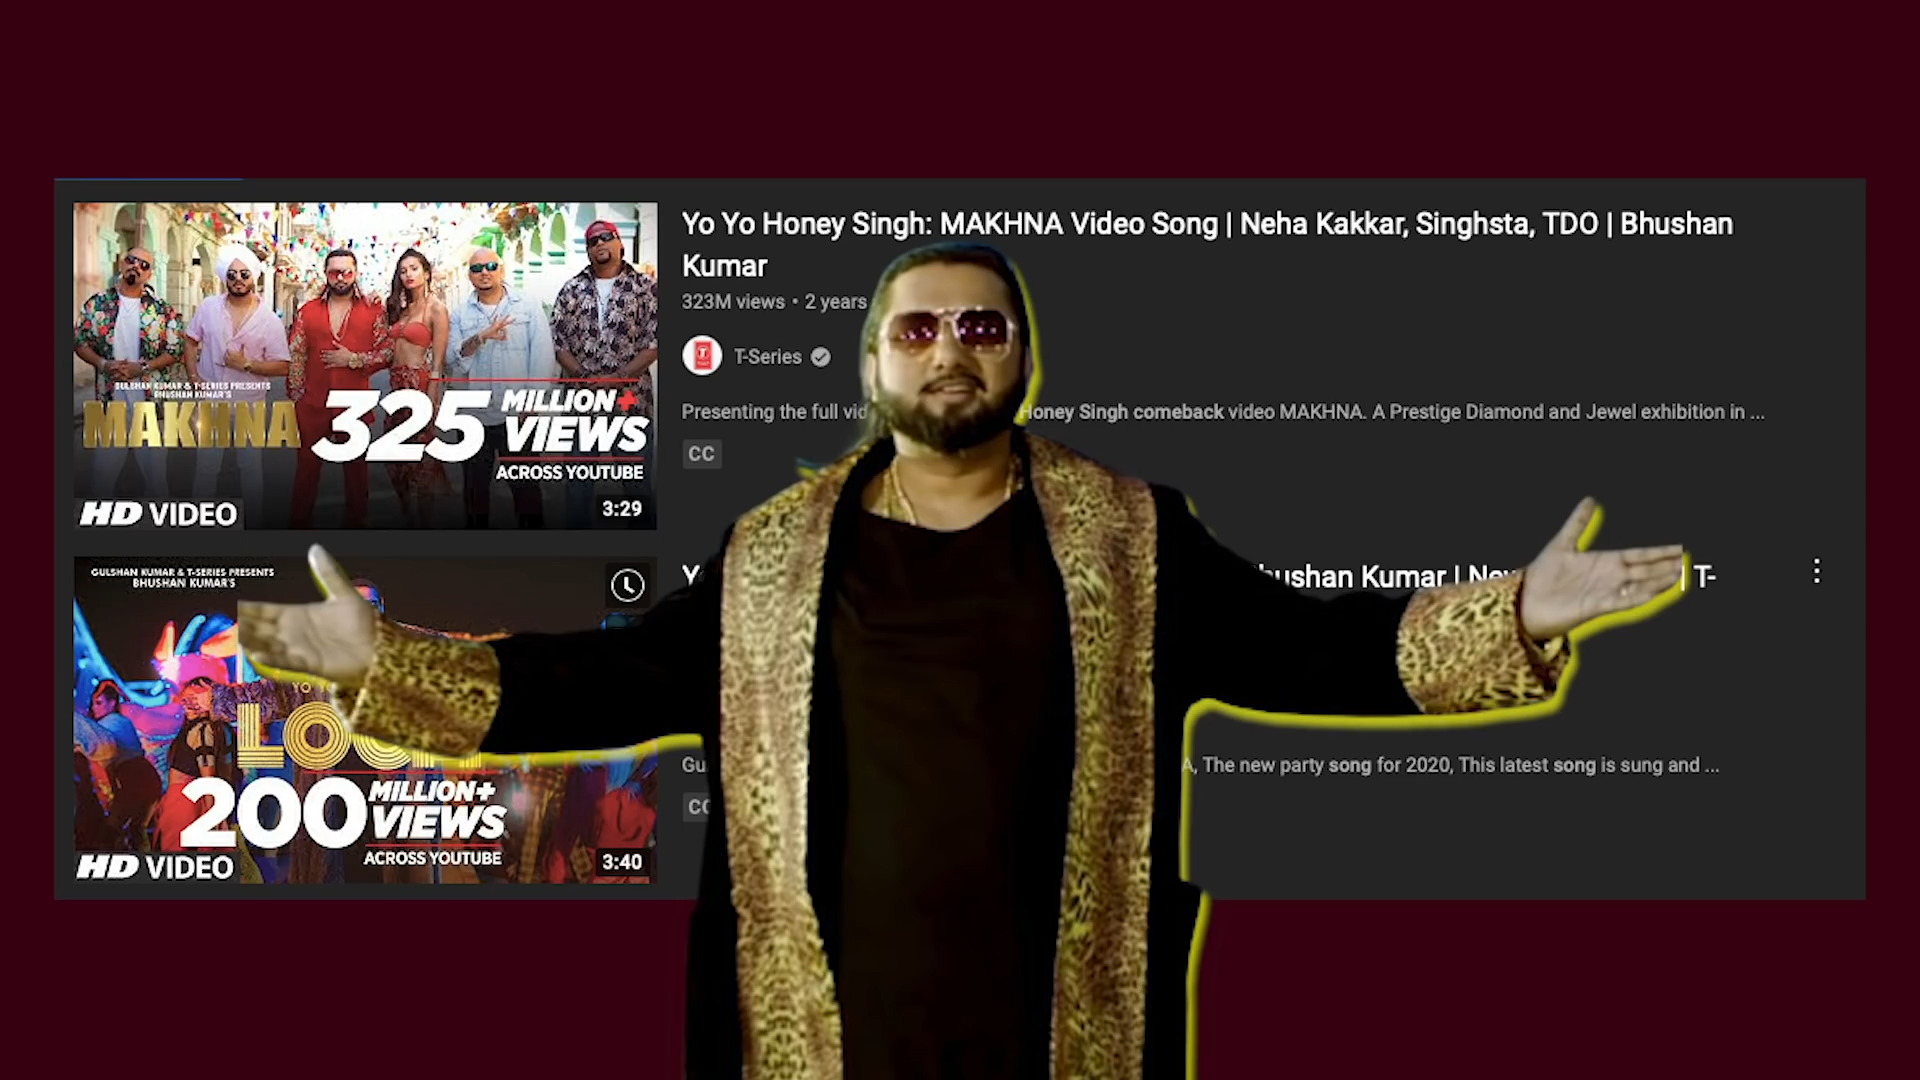 Yo Yo Honey Singh: MAKHNA Video Song | Neha Kakkar, Singhsta, TDO | Bhushan
Kumar
323M views • 2 years
T-Series
Presenting the full vid Honey Singh comeback video MAKHNA. A Prestige Diamond and Jewel exhibition in ...
CC
GULSHAN KUMAR & T-SERIES PRESENTS
BHUSHAN KUMAR'S
MAKHNA
325 MILLION+
VIEWS
ACROSS YOUTUBE
HD VIDEO
3:29
GULSHAN KUMAR & T-SERIES PRESENTS
BHUSHAN KUMAR'S
200 MILLION+
VIEWS
ACROSS YOUTUBE
HD VIDEO
3:40
Kumar | T-
The new party song for 2020, This latest song is sung and ...